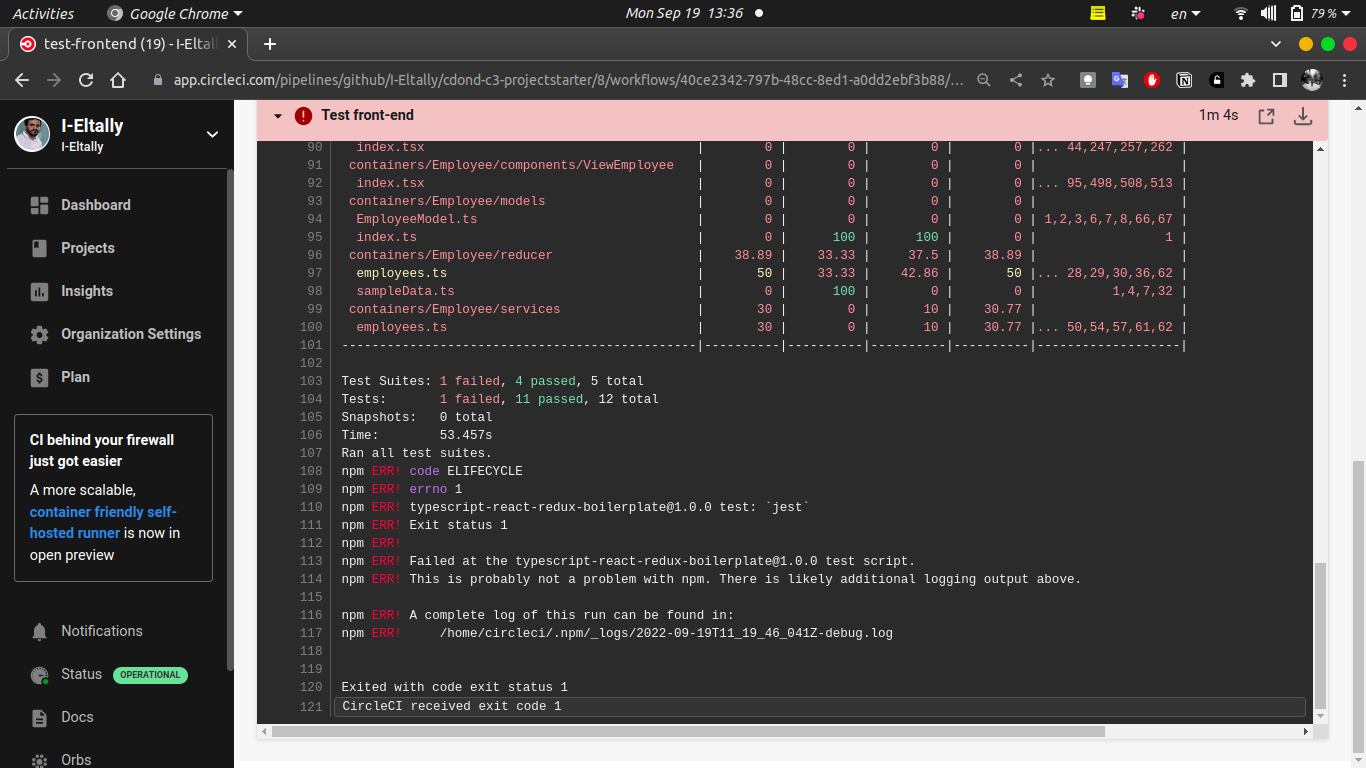 Activities
Google Chrome
Mon Sep 19 13:36
en
79 %
test-frontend (19) - I-Eltall
app.circleci.com/pipelines/github/I-Eltally/cdond-c3-projectstarter/8/workflows/40ce2342-797b-48cc-8ed1-a0dd2ebf3b88/…
I-Eltally
I-Eltally
Dashboard
Projects
Insights
Organization Settings
Plan
CI behind your firewall
just got easier
A more scalable,
container friendly self-
hosted runner is now in
open preview
Notifications
Status OPERATIONAL
Docs
Orbs
Test front-end 1m 4s
90 index.tsx | 0 | 0 | 0 | 0 |... 44,247,257,262 |
91 containers/Employee/components/ViewEmployee | 0 | 0 | 0 | 0 | |
92 index.tsx | 0 | 0 | 0 | 0 |... 95,498,508,513 |
93 containers/Employee/models | 0 | 0 | 0 | 0 | |
94 EmployeeModel.ts | 0 | 0 | 0 | 0 | 1,2,3,6,7,8,66,67 |
95 index.ts | 0 | 100 | 100 | 0 | 1 |
96 containers/Employee/reducer | 38.89 | 33.33 | 37.5 | 38.89 | |
97 employees.ts | 50 | 33.33 | 42.86 | 50 |... 28,29,30,36,62 |
98 sampleData.ts | 0 | 100 | 0 | 0 | 1,4,7,32 |
99 containers/Employee/services | 30 | 0 | 10 | 30.77 | |
100 employees.ts | 30 | 0 | 10 | 30.77 |... 50,54,57,61,62 |
101 -----------------------------------------------|----------|----------|----------|----------|-------------------|
102
103 Test Suites: 1 failed, 4 passed, 5 total
104 Tests: 1 failed, 11 passed, 12 total
105 Snapshots: 0 total
106 Time: 53.457s
107 Ran all test suites.
108 npm ERR! code ELIFECYCLE
109 npm ERR! errno 1
110 npm ERR! typescript-react-redux-boilerplate@1.0.0 test: `jest`
111 npm ERR! Exit status 1
112 npm ERR!
113 npm ERR! Failed at the typescript-react-redux-boilerplate@1.0.0 test script.
114 npm ERR! This is probably not a problem with npm. There is likely additional logging output above.
115
116 npm ERR! A complete log of this run can be found in:
117 npm ERR! /home/circleci/.npm/_logs/2022-09-19T11_19_46_041Z-debug.log
118
119
120 Exited with code exit status 1
121 CircleCI received exit code 1